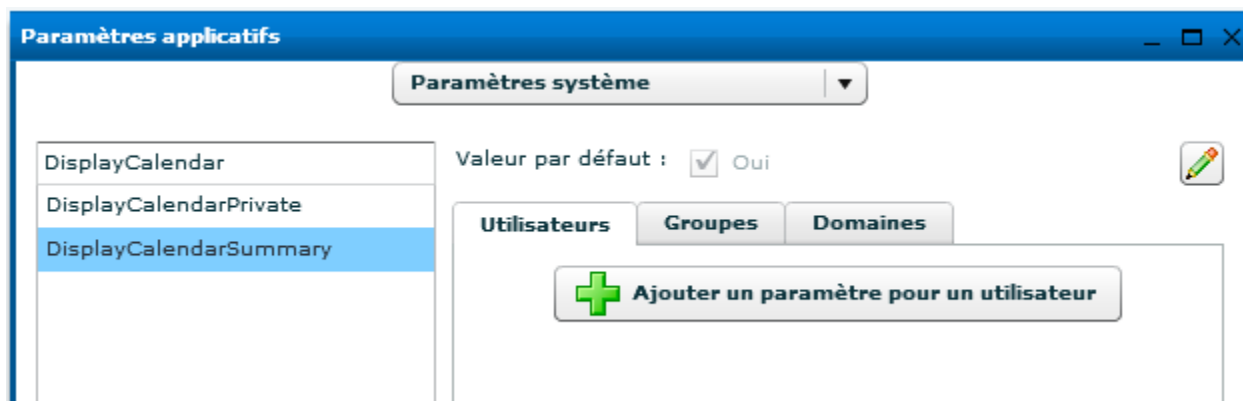 Paramètres applicatifs
Paramètres système
DisplayCalendar
DisplayCalendarPrivate
DisplayCalendarSummary
Valeur par défaut : Oui
Utilisateurs Groupes Domaines
Ajouter un paramètre pour un utilisateur